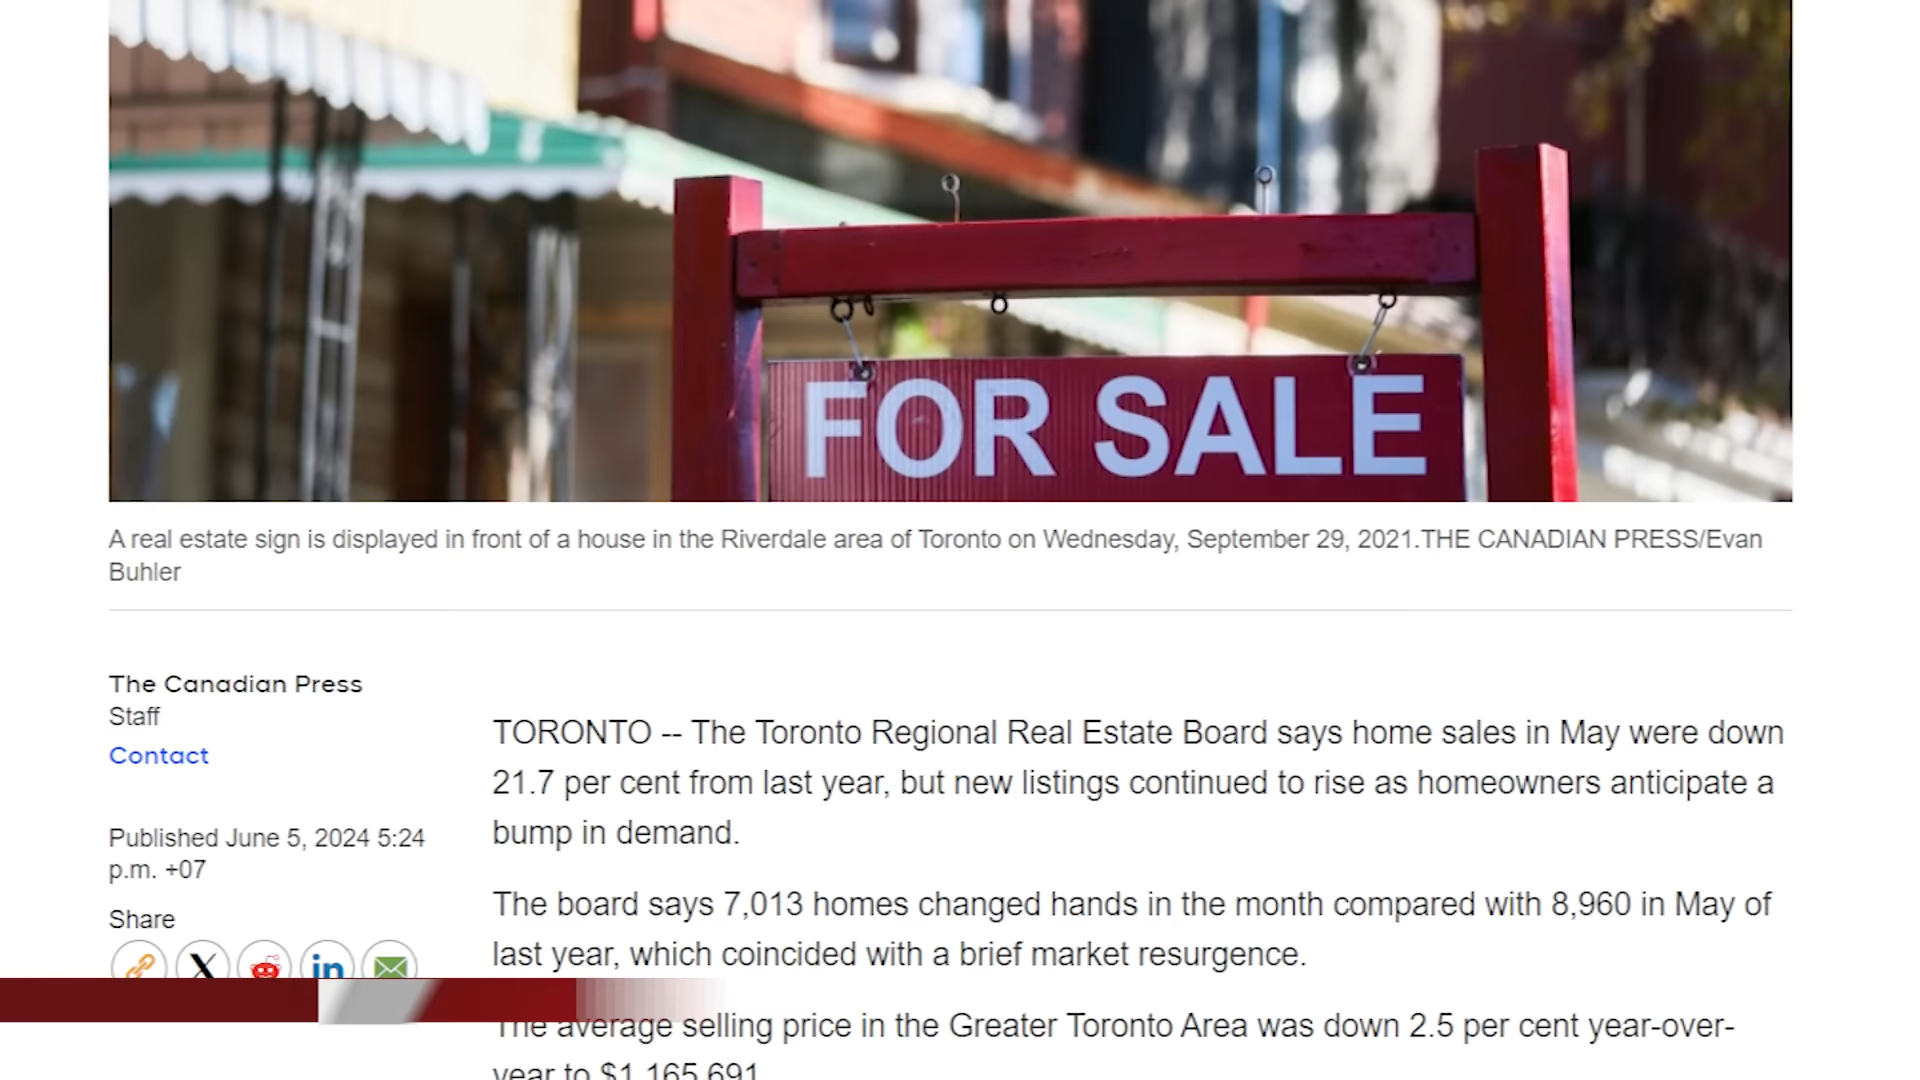 FOR SALE
A real estate sign is displayed in front of a house in the Riverdale area of Toronto on Wednesday, September 29, 2021.THE CANADIAN PRESS/Evan
Buhler
The Canadian Press
Staff
Contact
Published June 5, 2024 5:24
p.m. +07
Share
TORONTO -- The Toronto Regional Real Estate Board says home sales in May were down
21.7 per cent from last year, but new listings continued to rise as homeowners anticipate a
bump in demand.
The board says 7,013 homes changed hands in the month compared with 8,960 in May of
last year, which coincided with a brief market resurgence.
The average selling price in the Greater Toronto Area was down 2.5 per cent year-over-
year to $1,165,691